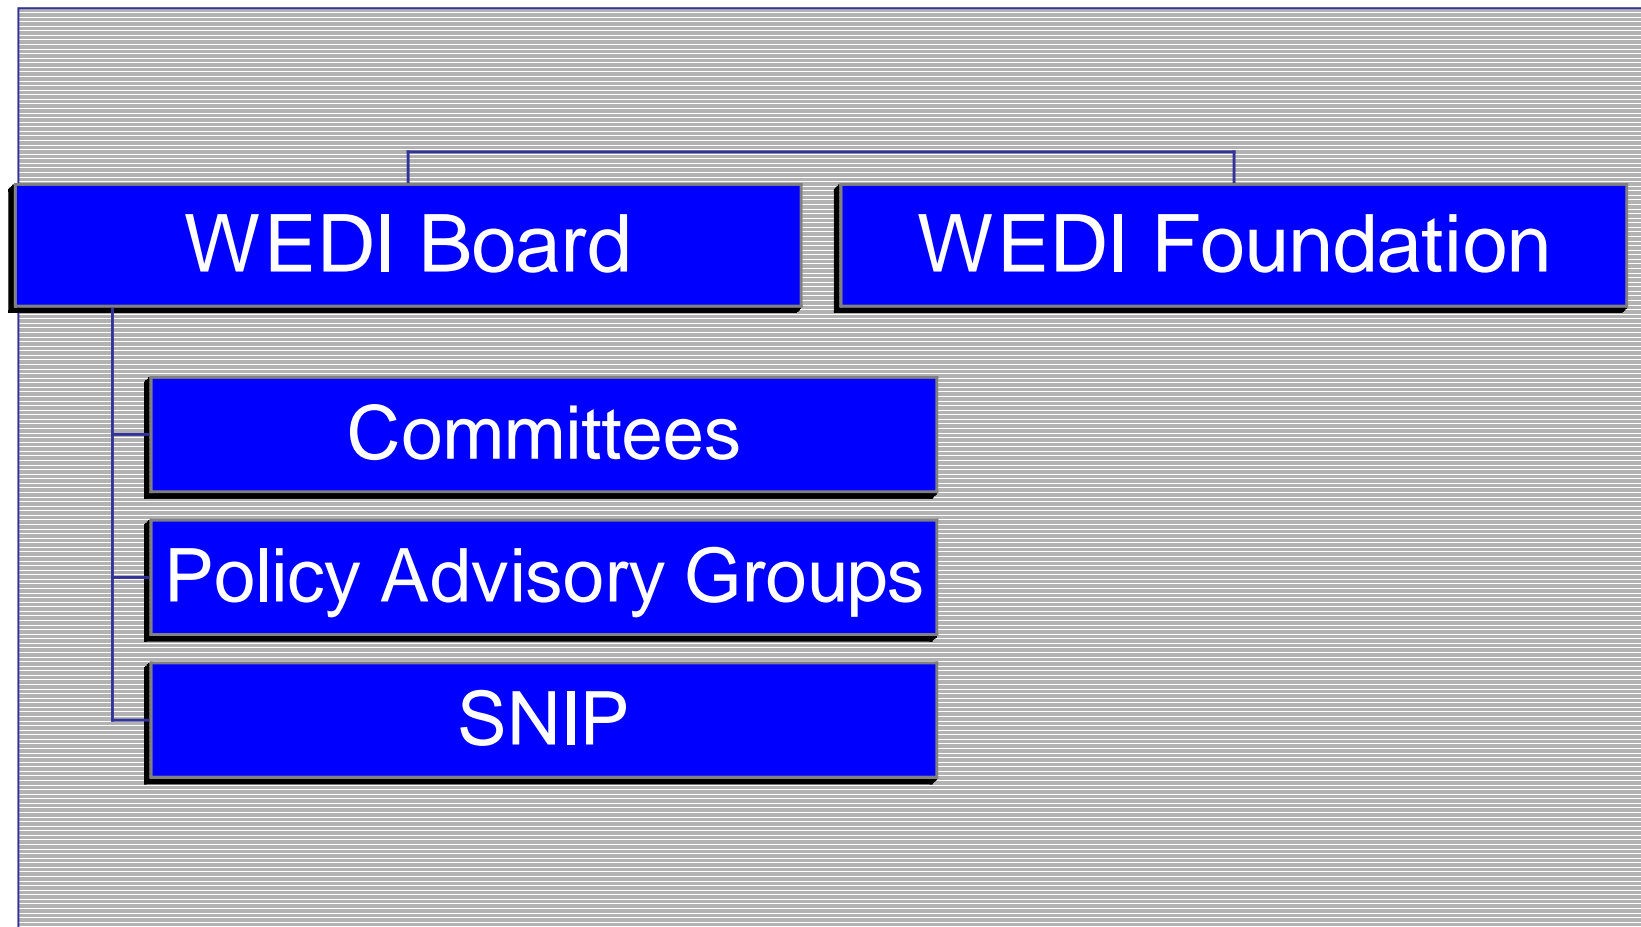 WEDI Board
WEDI Foundation
Committees
Policy Advisory Groups
SNIP